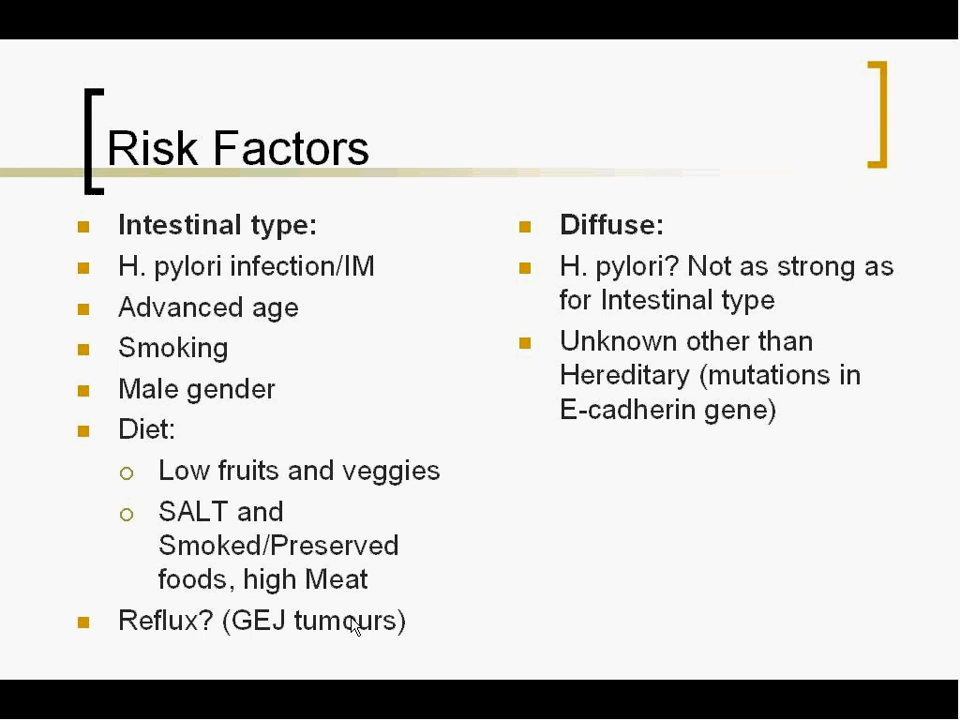 Risk Factors
Intestinal type:
H. pylori infection/IM
Advanced age
Smoking
Male gender
Diet:
Low fruits and veggies
SALT and
Smoked/Preserved
foods, high Meat
Reflux? (GEJ tumours)
Diffuse:
H. pylori? Not as strong as
for Intestinal type
Unknown other than
Hereditary (mutations in
E-cadherin gene)